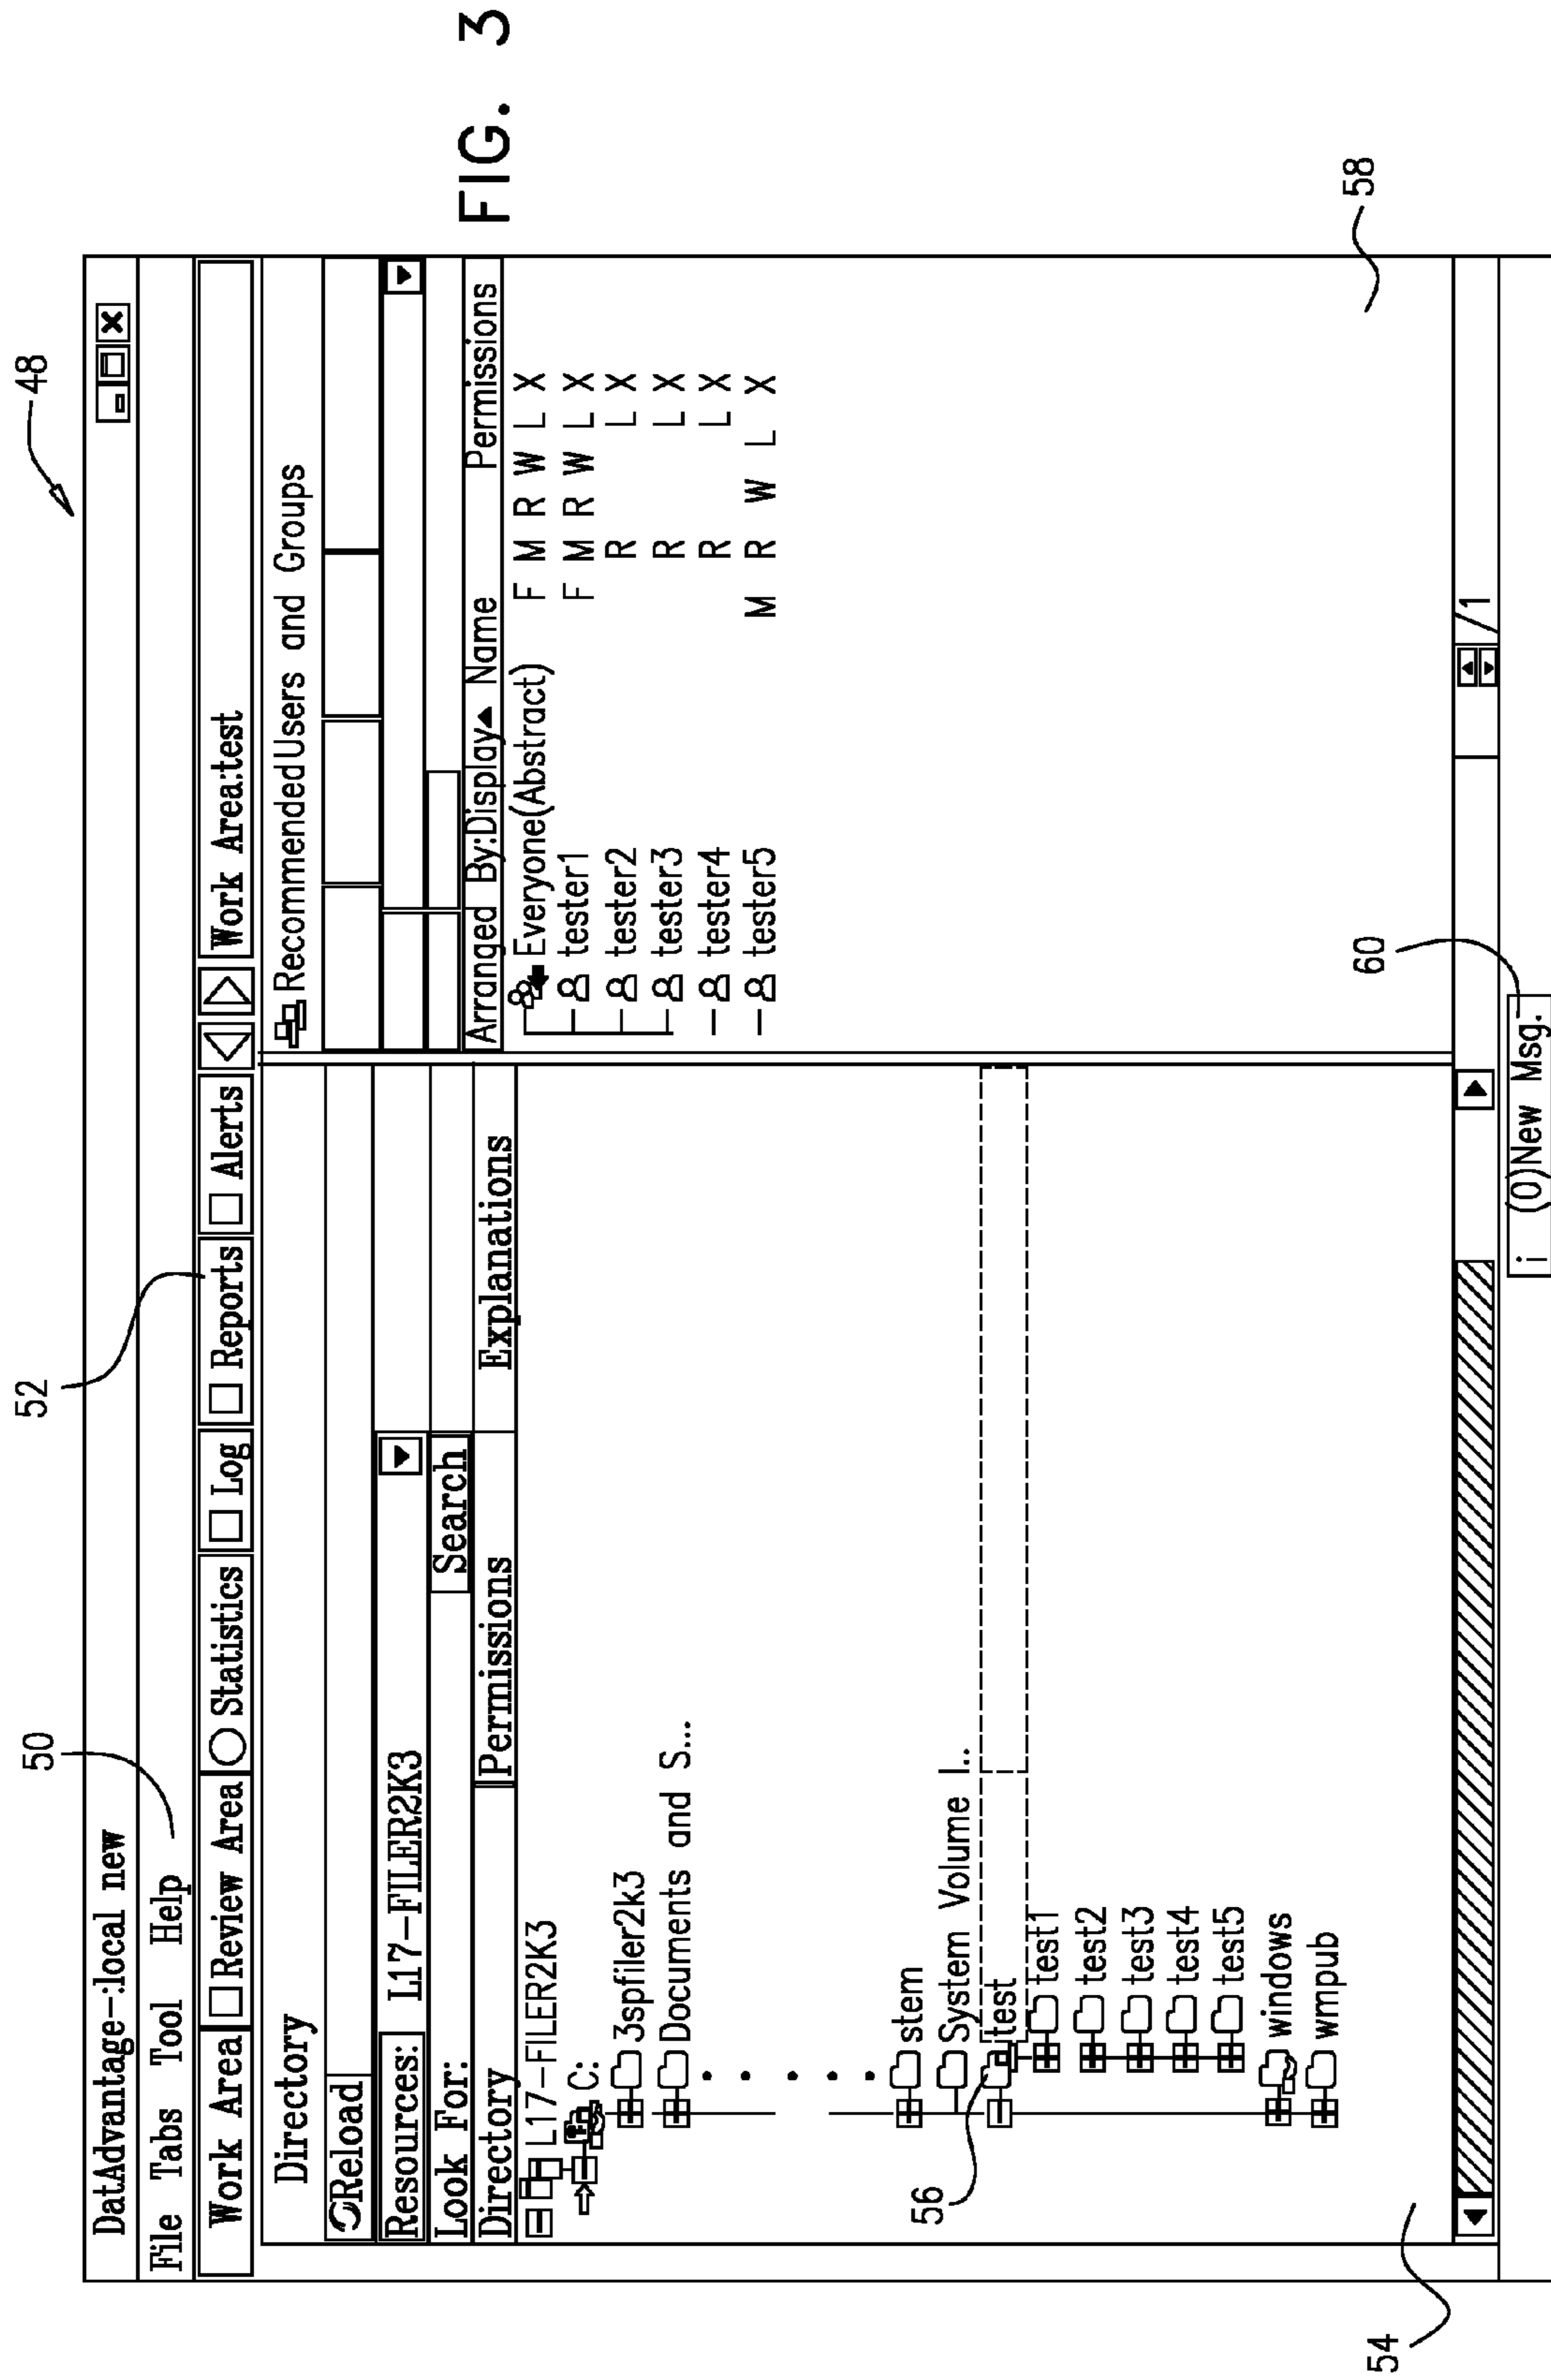 48
52
50
DatAdvantage-:local new
File Tabs Tool Help
Work Area Review Area Statistics Log Reports Alerts Work Area:test
Directory
Reload
Resources: L17-FILER2K3
Look For: Search
Directory Permissions Explanations
L17-FILER2K3
C:
3spfiler2k3
Documents and S...
stem
System Volume I..
test
test1
test2
test3
test4
test5
windows
wmpub
56
54
RecommendedUsers and Groups
Arranged By:Display Name Permissions
Everyone(Abstract) F M R W L X
tester1 F M R W L X
tester2 R L X
tester3 R L X
tester4 R L X
tester5 M R W L X
/1
58
60
i (0)New Msg.
FIG. 3